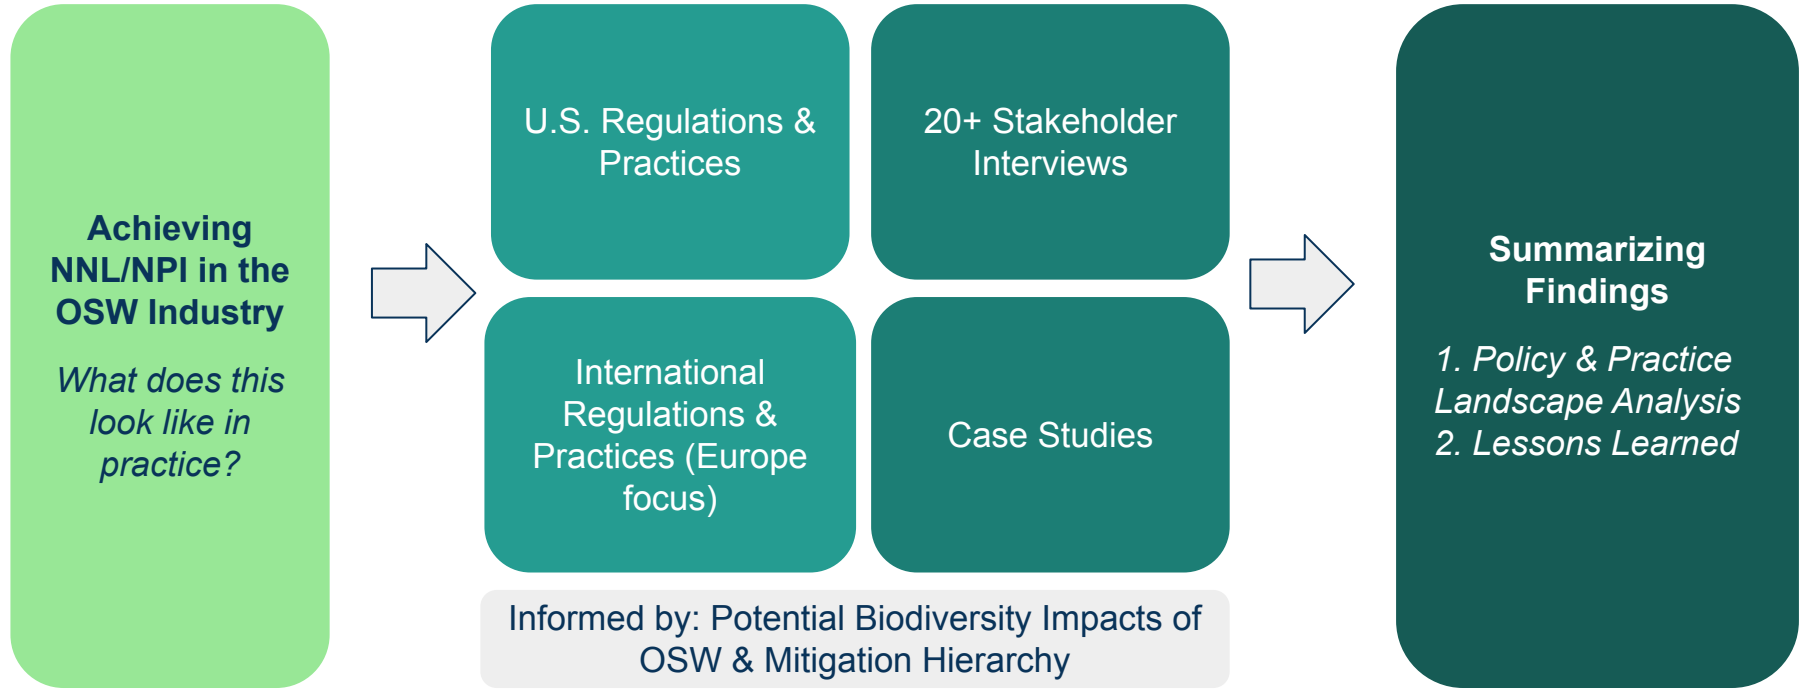 Achieving
NNL/NPI in the
OSW Industry
What does this
look like in
practice?
U.S. Regulations &
Practices
20+ Stakeholder
Interviews
International
Regulations &
Practices (Europe
focus)
Case Studies
Informed by: Potential Biodiversity Impacts of
OSW & Mitigation Hierarchy
Summarizing
Findings
1. Policy & Practice
Landscape Analysis
2. Lessons Learned